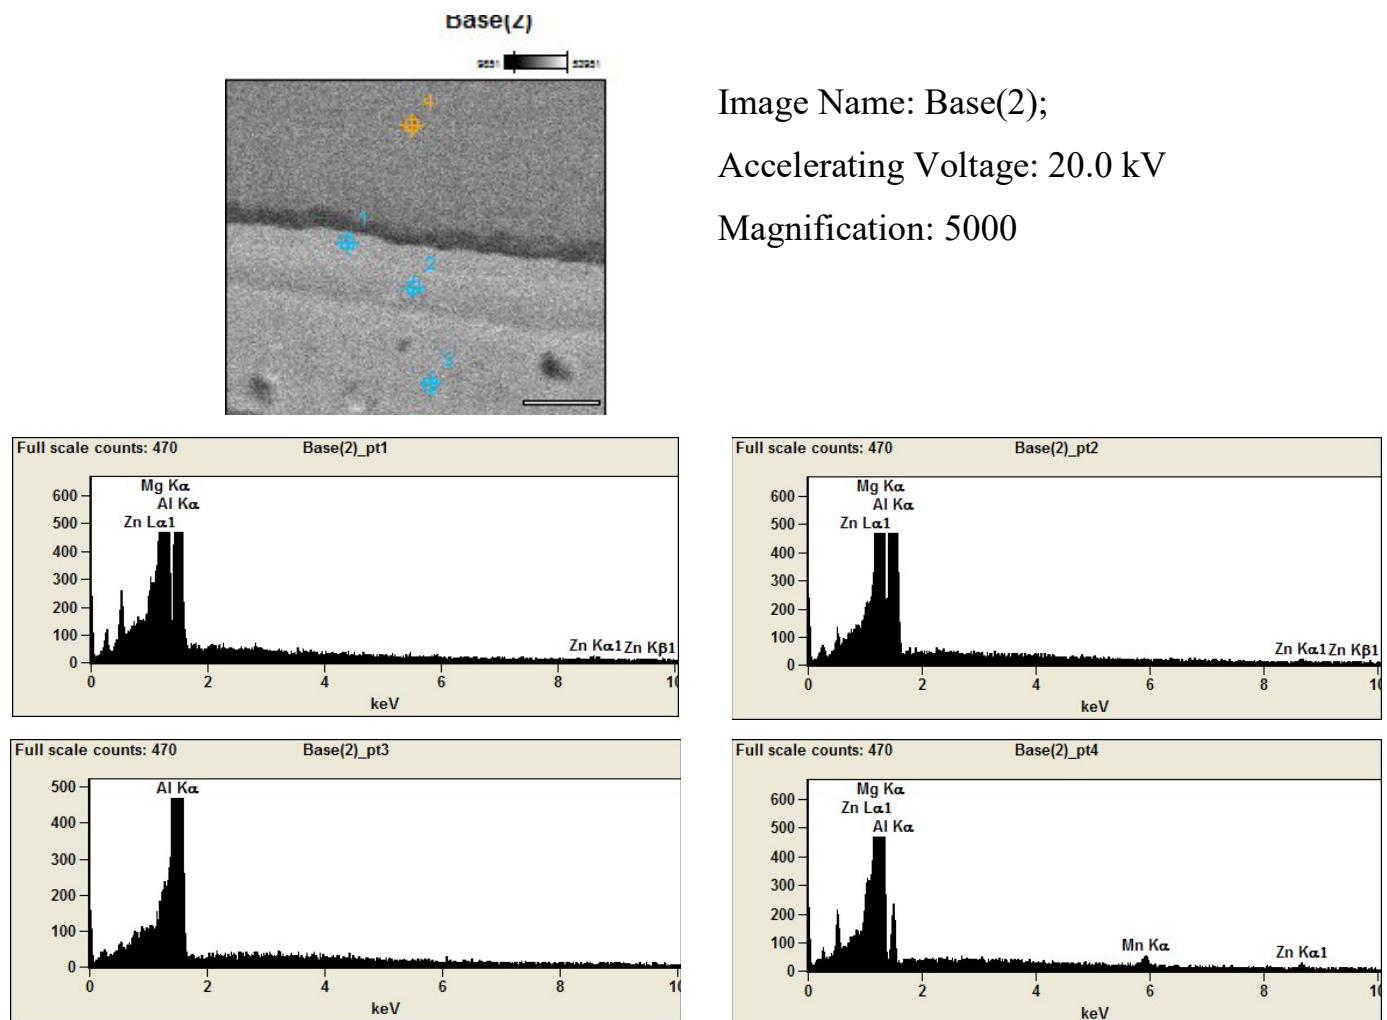 Base(2)
9551 53951
4
1
2
3
Image Name: Base(2);
Accelerating Voltage: 20.0 kV
Magnification: 5000
Full scale counts: 470 Base(2)_pt1
Mg Kα
Al Kα
Zn Lα1
600
500
400
300
200
100
0
Zn Kα1 Zn Kβ1
0 2 4 6 8 10
keV
Full scale counts: 470 Base(2)_pt2
Mg Kα
Al Kα
Zn Lα1
600
500
400
300
200
100
0
Zn Kα1 Zn Kβ1
0 2 4 6 8 10
keV
Full scale counts: 470 Base(2)_pt3
Al Kα
500
400
300
200
100
0
0 2 4 6 8 10
keV
Full scale counts: 470 Base(2)_pt4
Mg Kα
Zn Lα1
Al Kα
600
500
400
300
200
100
0
Mn Kα
Zn Kα1
0 2 4 6 8 10
keV